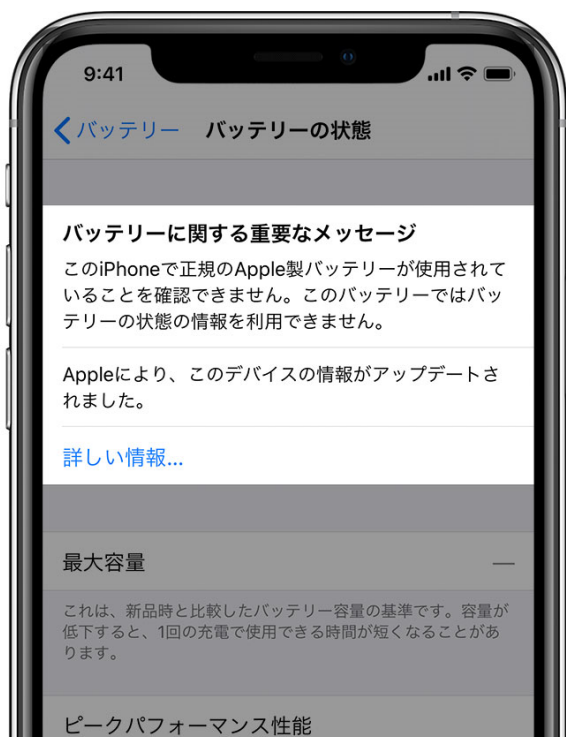 9:41
バッテリー バッテリーの状態
バッテリーに関する重要なメッセージ
このiPhoneで正規のApple製バッテリーが使用されて
いることを確認できません。このバッテリーではバッ
テリーの状態の情報を利用できません。
Appleにより、このデバイスの情報がアップデートさ
れました。
詳しい情報...
最大容量 —
これは、新品時と比較したバッテリー容量の基準です。容量が
低下すると、1回の充電で使用できる時間が短くなることがあ
ります。
ピークパフォーマンス性能